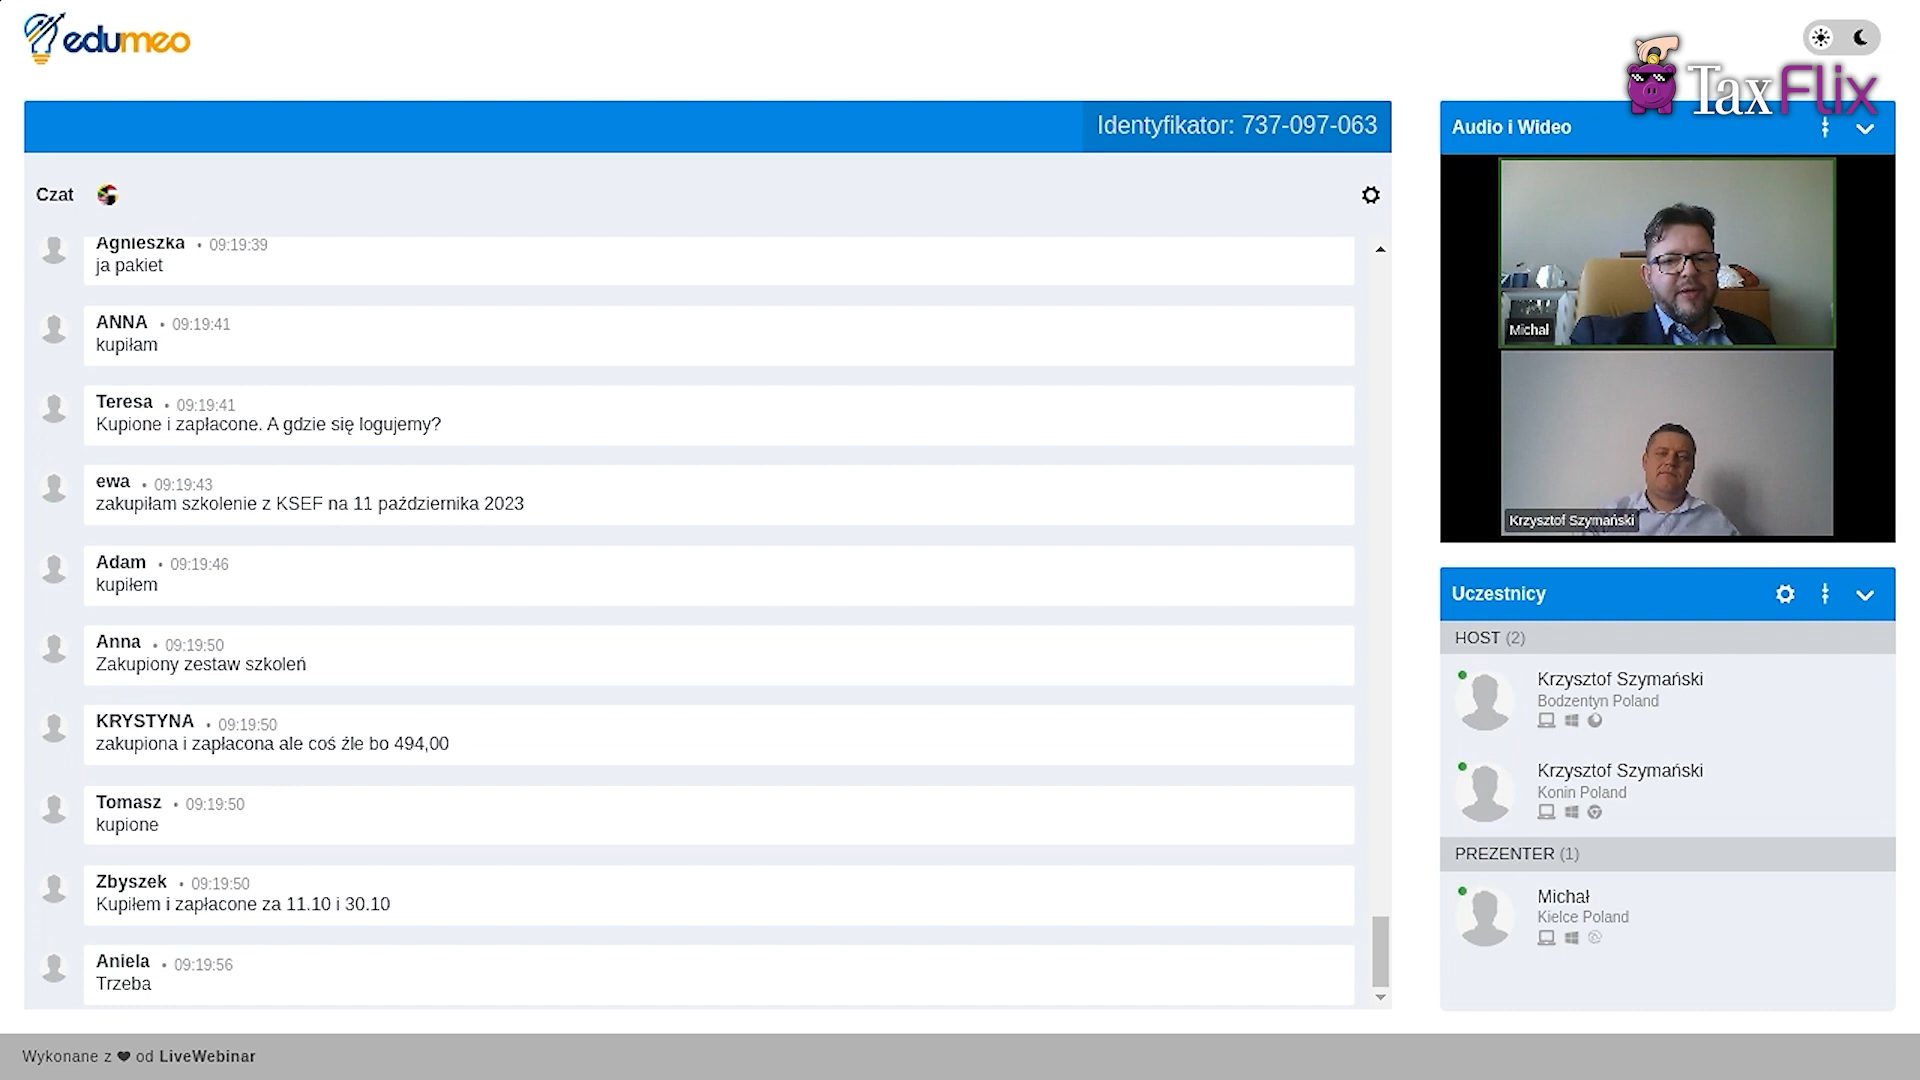 edumeo
TaxFlix
Identyfikator: 737-097-063
Czat
Agnieszka • 09:19:39
ja pakiet
ANNA • 09:19:41
kupiłam
Teresa • 09:19:41
Kupione i zapłacone. A gdzie się logujemy?
ewa • 09:19:43
zakupiłam szkolenie z KSEF na 11 października 2023
Adam • 09:19:46
kupiłem
Anna • 09:19:50
Zakupiony zestaw szkoleń
KRYSTYNA • 09:19:50
zakupiona i zapłacona ale coś źle bo 494,00
Tomasz • 09:19:50
kupione
Zbyszek • 09:19:50
Kupiłem i zapłacone za 11.10 i 30.10
Aniela • 09:19:56
Trzeba
Audio i Wideo
Michal
Krzysztof Szymański
Uczestnicy
HOST (2)
Krzysztof Szymański
Bodzentyn Poland
Krzysztof Szymański
Konin Poland
PREZENTER (1)
Michał
Kielce Poland
Wykonane z ❤ od LiveWebinar